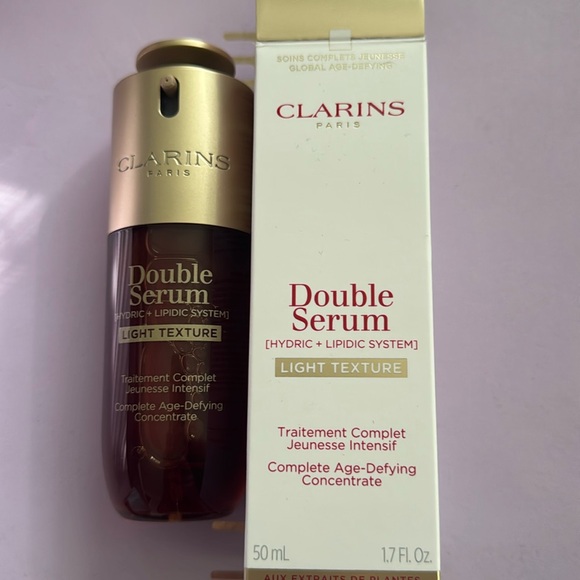 CLARINS
PARIS
Double
Serum
[HYDRIC + LIPIDIC SYSTEM]
LIGHT TEXTURE
Traitement Complet
Jeunesse Intensif
Complete Age-Defying
Concentrate
SOINS COMPLETS JEUNESSE
GLOBAL AGE-DEFYING
CLARINS
PARIS
Double
Serum
[HYDRIC + LIPIDIC SYSTEM]
LIGHT TEXTURE
Traitement Complet
Jeunesse Intensif
Complete Age-Defying
Concentrate
50 mL 1.7 Fl. Oz.
AUX EXTRAITS DE PLANTES